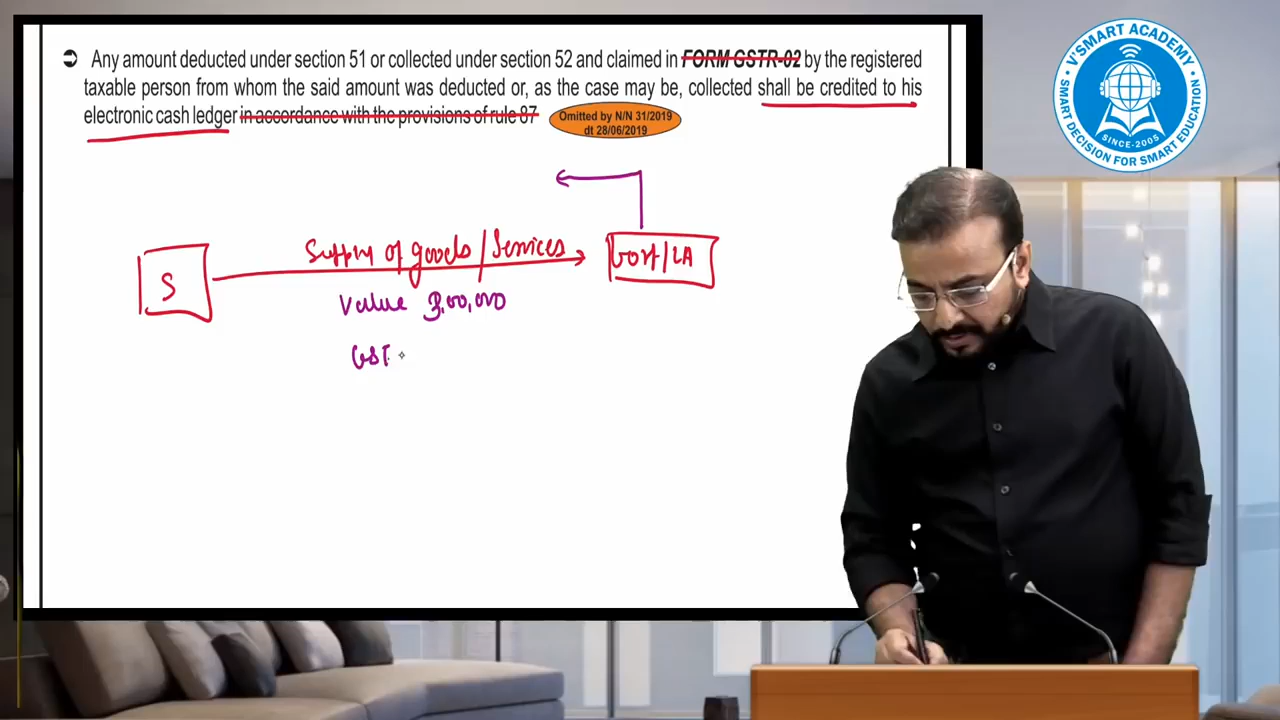 Any amount deducted under section 51 or collected under section 52 and claimed in FORM GSTR-02 by the registered
taxable person from whom the said amount was deducted or, as the case may be, collected shall be credited to his
electronic cash ledger in accordance with the provisions of rule 87
Omitted by N/N 31/2019
dt 28/06/2019
V'SMART ACADEMY
SMART DECISION FOR SMART EDUCATION
SINCE-2005
Supply of goods/Services
S
Govt/LA
Value 3,00,000
GST